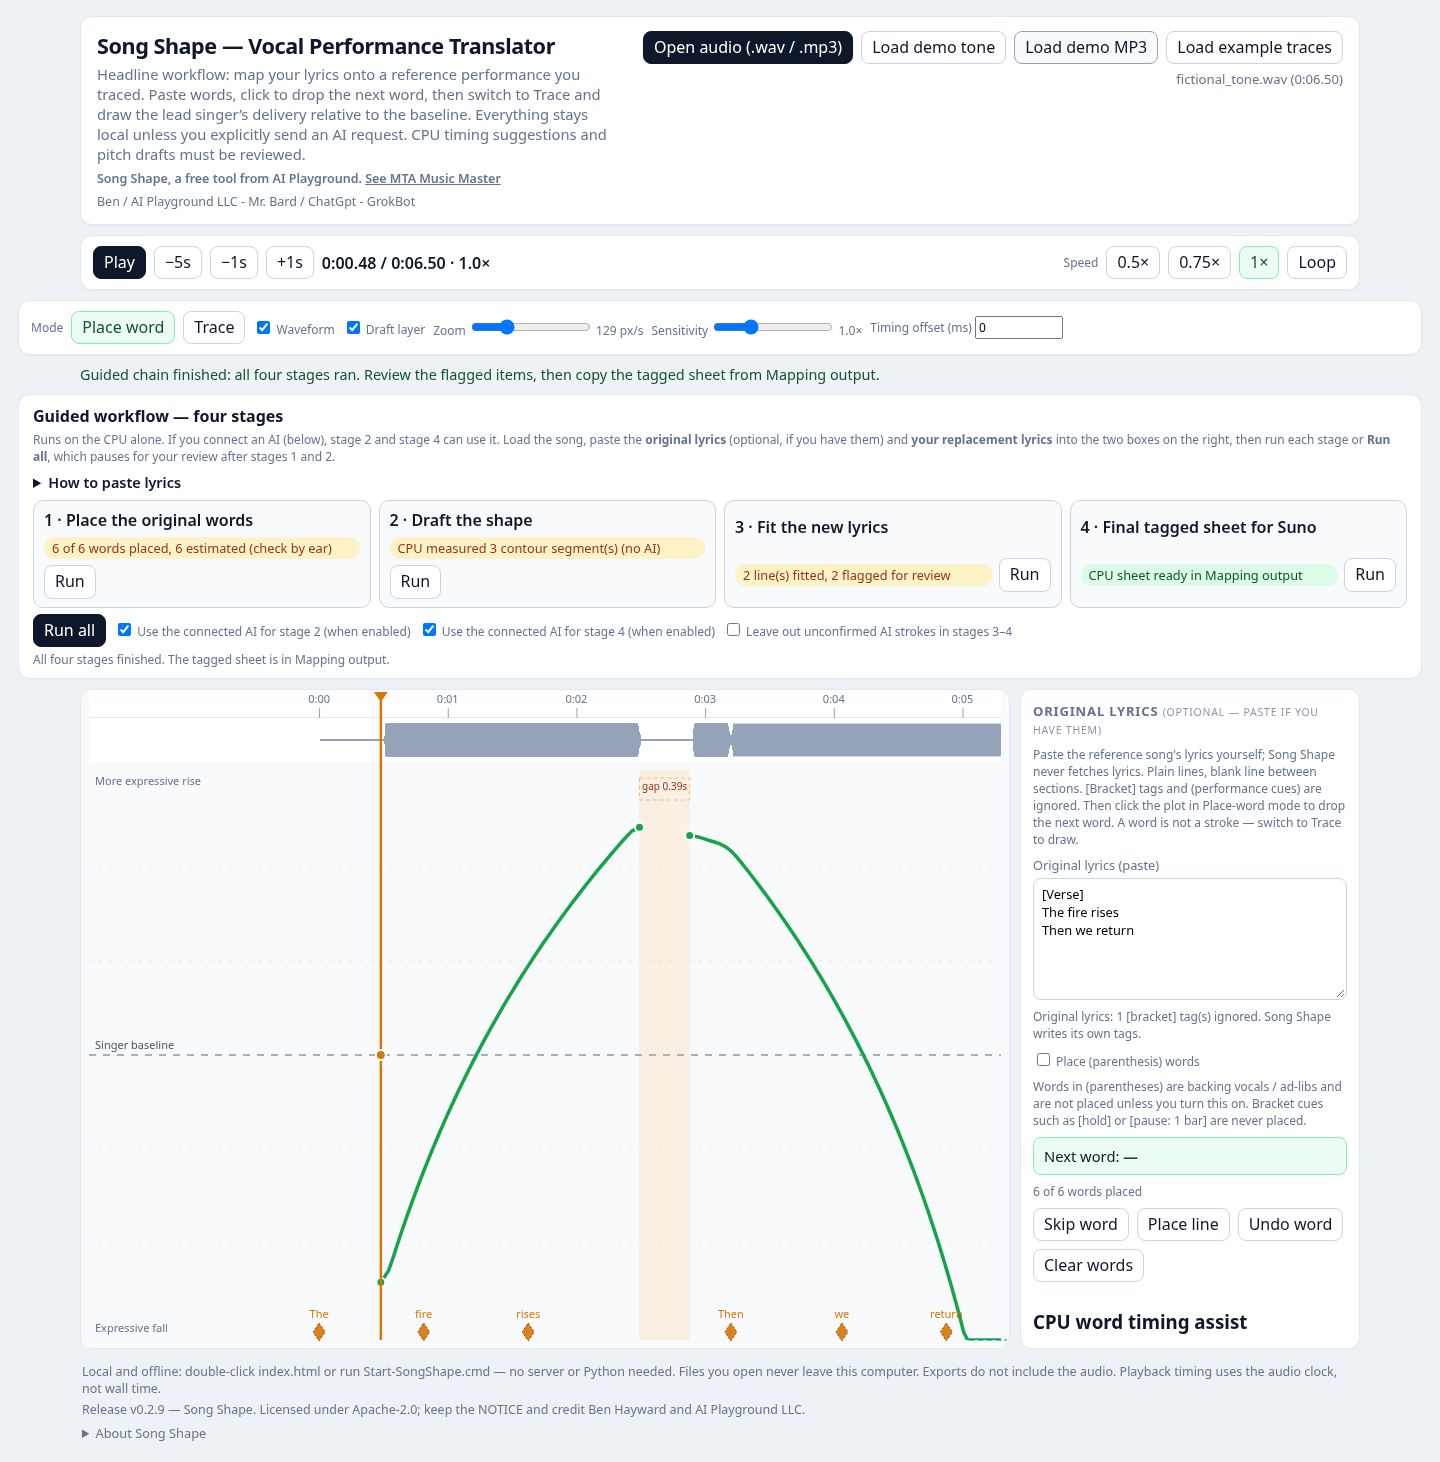 Song Shape — Vocal Performance Translator
Headline workflow: map your lyrics onto a reference performance you
traced. Paste words, click to drop the next word, then switch to Trace and
draw the lead singer’s delivery relative to the baseline. Everything stays
local unless you explicitly send an AI request. CPU timing suggestions and
pitch drafts must be reviewed.
Song Shape, a free tool from AI Playground. See MTA Music Master
Ben / AI Playground LLC - Mr. Bard / ChatGpt - GrokBot
Open audio (.wav / .mp3) Load demo tone Load demo MP3 Load example traces
fictional_tone.wav (0:06.50)
Play −5s −1s +1s 0:00.48 / 0:06.50 · 1.0× Speed 0.5× 0.75× 1× Loop
Mode Place word Trace Waveform Draft layer Zoom 129 px/s Sensitivity 1.0× Timing offset (ms) 0
Guided chain finished: all four stages ran. Review the flagged items, then copy the tagged sheet from Mapping output.
Guided workflow — four stages
Runs on the CPU alone. If you connect an AI (below), stage 2 and stage 4 can use it. Load the song, paste the original lyrics (optional, if you have them) and your replacement lyrics into the two boxes on the right, then run each stage or Run
all, which pauses for your review after stages 1 and 2.
How to paste lyrics
1 · Place the original words
6 of 6 words placed, 6 estimated (check by ear)
Run
2 · Draft the shape
CPU measured 3 contour segment(s) (no AI)
Run
3 · Fit the new lyrics
2 line(s) fitted, 2 flagged for review Run
4 · Final tagged sheet for Suno
CPU sheet ready in Mapping output Run
Run all Use the connected AI for stage 2 (when enabled) Use the connected AI for stage 4 (when enabled) Leave out unconfirmed AI strokes in stages 3–4
All four stages finished. The tagged sheet is in Mapping output.
0:00 0:01 0:02 0:03 0:04 0:05
More expressive rise
gap 0.39s
Singer baseline
The fire rises Then we return
Expressive fall
ORIGINAL LYRICS (OPTIONAL — PASTE IF YOU
HAVE THEM)
Paste the reference song's lyrics yourself; Song Shape
never fetches lyrics. Plain lines, blank line between
sections. [Bracket] tags and (performance cues) are
ignored. Then click the plot in Place-word mode to drop
the next word. A word is not a stroke — switch to Trace
to draw.
Original lyrics (paste)
[Verse]
The fire rises
Then we return
Original lyrics: 1 [bracket] tag(s) ignored. Song Shape
writes its own tags.
Place (parenthesis) words
Words in (parentheses) are backing vocals / ad-libs and
are not placed unless you turn this on. Bracket cues
such as [hold] or [pause: 1 bar] are never placed.
Next word: —
6 of 6 words placed
Skip word Place line Undo word
Clear words
CPU word timing assist
Local and offline: double-click index.html or run Start-SongShape.cmd — no server or Python needed. Files you open never leave this computer. Exports do not include the audio. Playback timing uses the audio clock,
not wall time.
Release v0.2.9 — Song Shape. Licensed under Apache-2.0; keep the NOTICE and credit Ben Hayward and AI Playground LLC.
About Song Shape